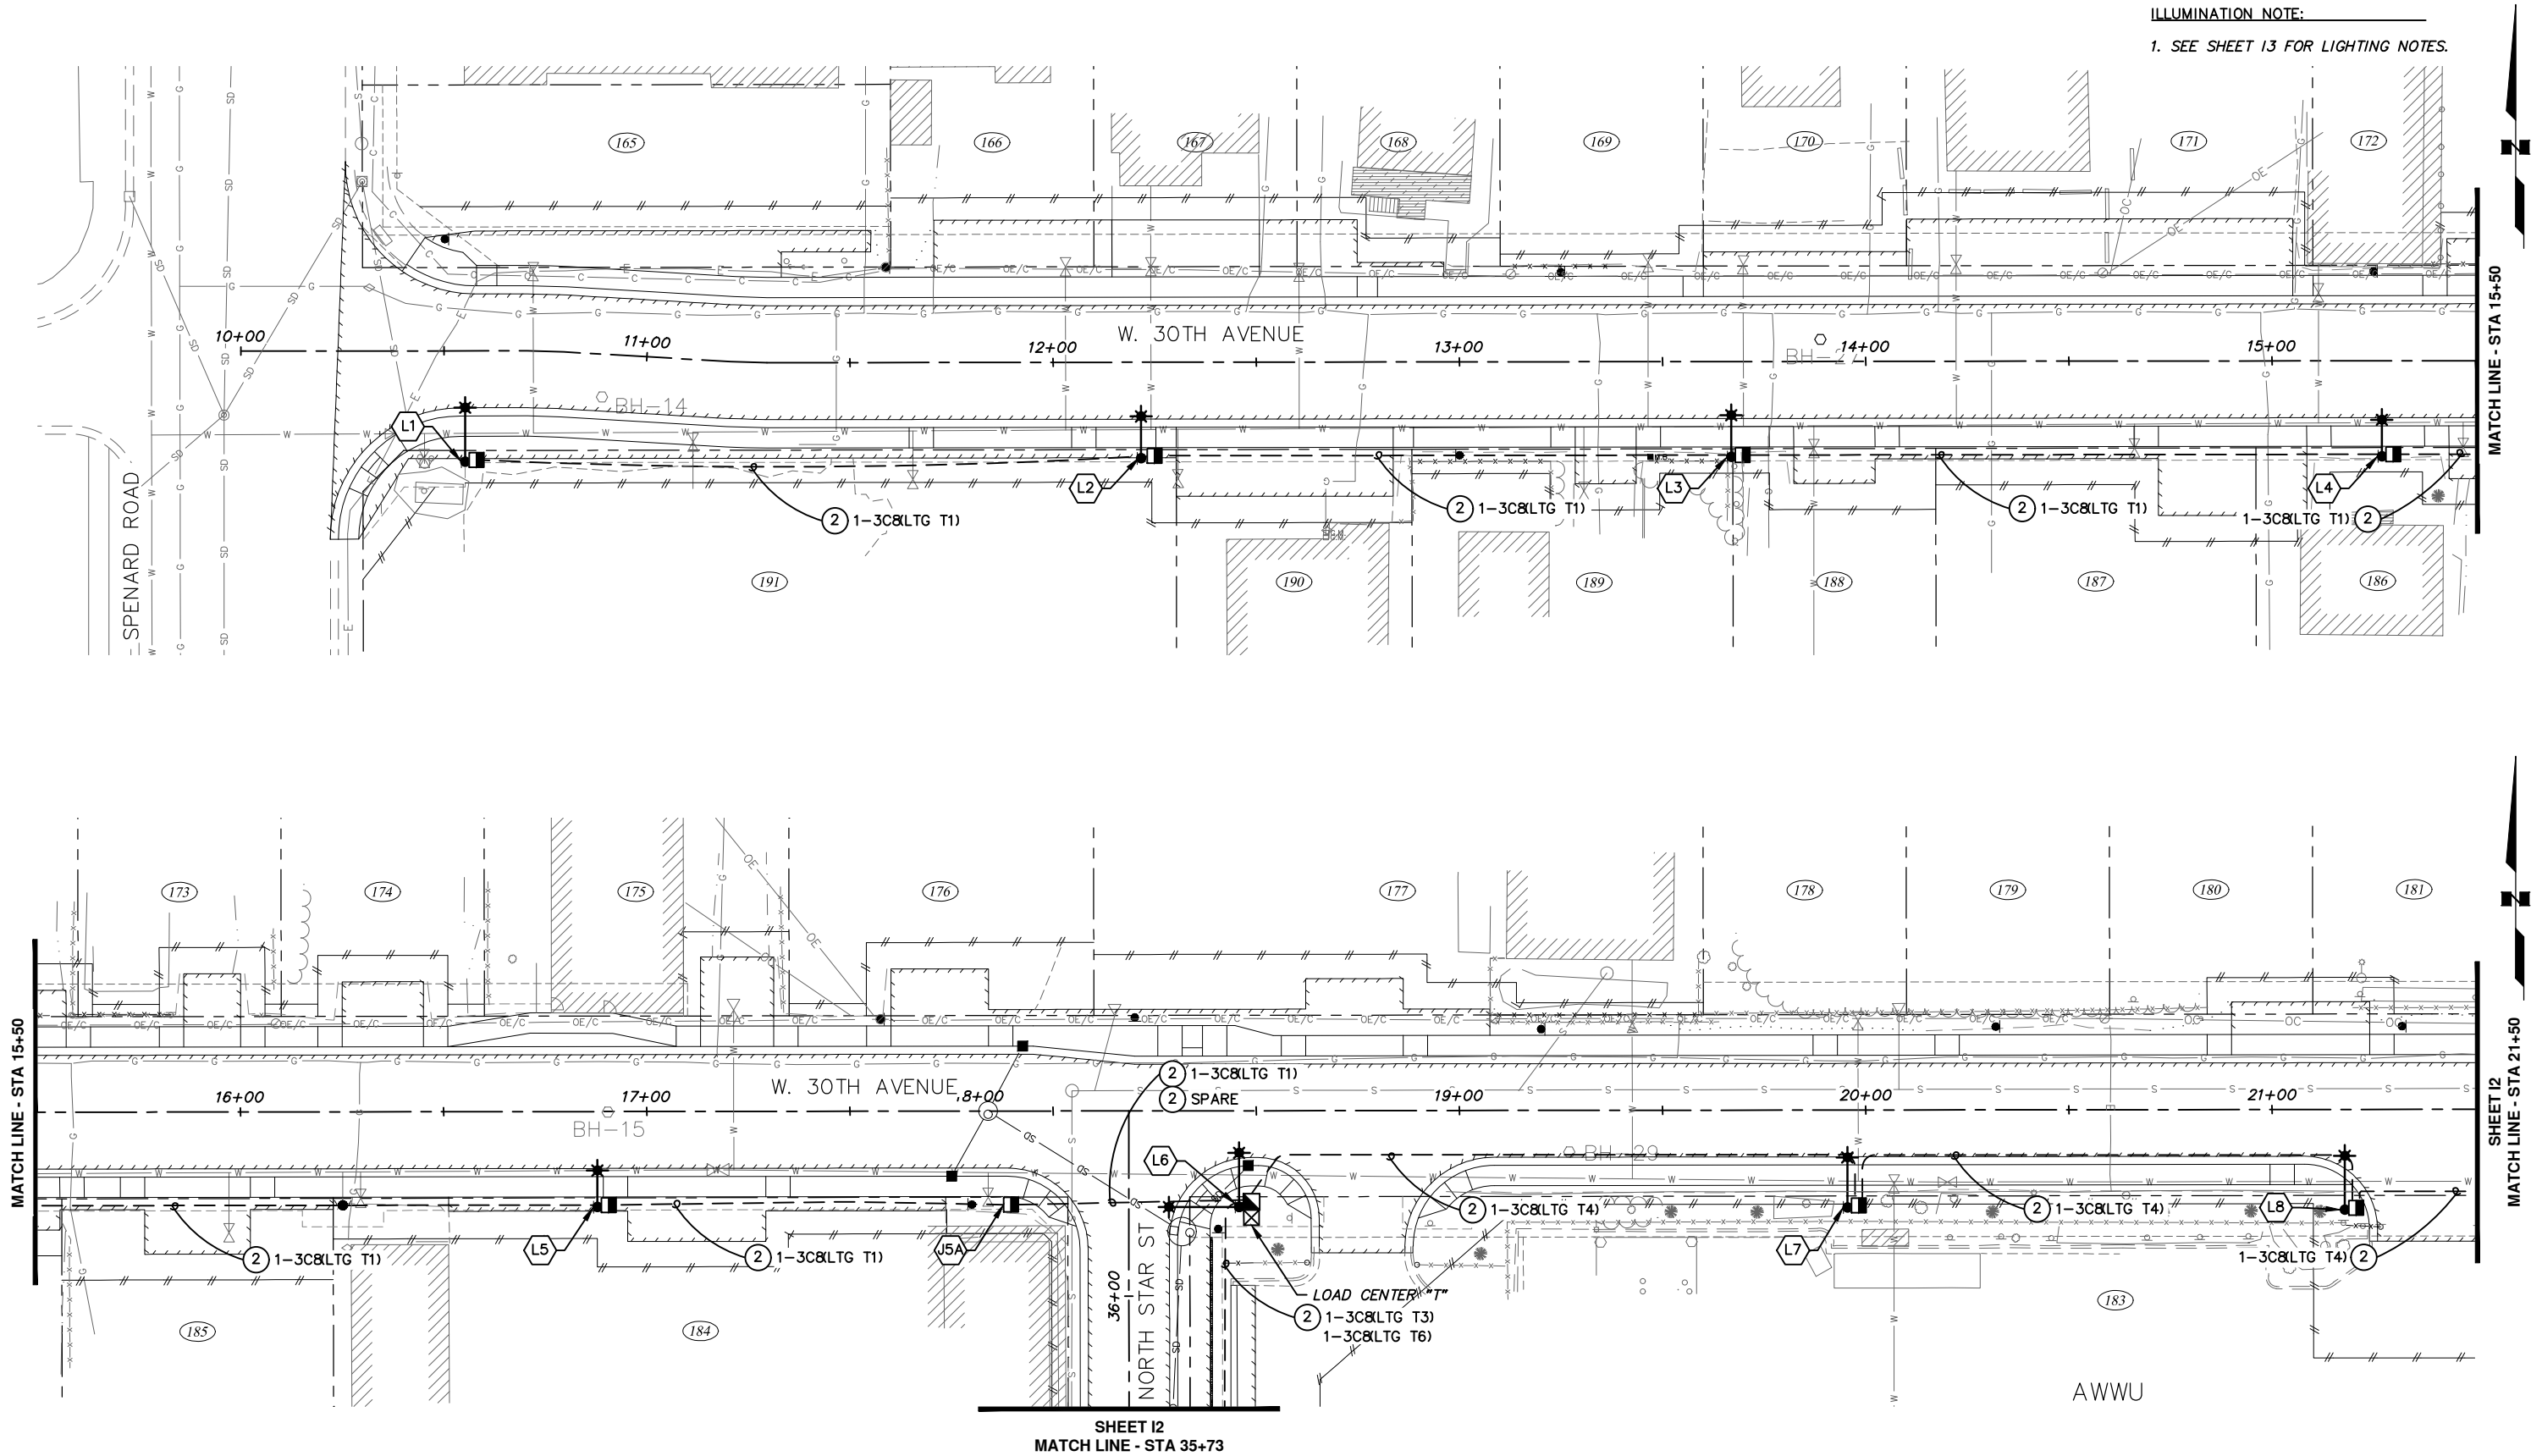 ILLUMINATION NOTE:
1. SEE SHEET I3 FOR LIGHTING NOTES.
165
166
167
168
169
170
171
172
10+00
11+00
12+00
13+00
14+00
15+00
W. 30TH AVENUE
BH-14
BH-27
SPENARD ROAD
L1
L2
L3
L4
2 1-3C8(LTG T1)
2 1-3C8(LTG T1)
2 1-3C8(LTG T1)
1-3C8(LTG T1) 2
191
190
189
188
187
186
MATCH LINE - STA 15+50
173
174
175
176
177
178
179
180
181
MATCH LINE - STA 15+50
16+00
17+00
18+00
19+00
20+00
21+00
W. 30TH AVENUE
BH-15
BH-29
2 1-3C8(LTG T1)
2 SPARE
L5
J5A
L6
L7
L8
2 1-3C8(LTG T1)
2 1-3C8(LTG T1)
2 1-3C8(LTG T4)
2 1-3C8(LTG T4)
1-3C8(LTG T4) 2
LOAD CENTER "T"
2 1-3C8(LTG T3)
1-3C8(LTG T6)
36+00
NORTH STAR ST
185
184
183
AWWU
SHEET I2
MATCH LINE - STA 21+50
SHEET I2
MATCH LINE - STA 35+73